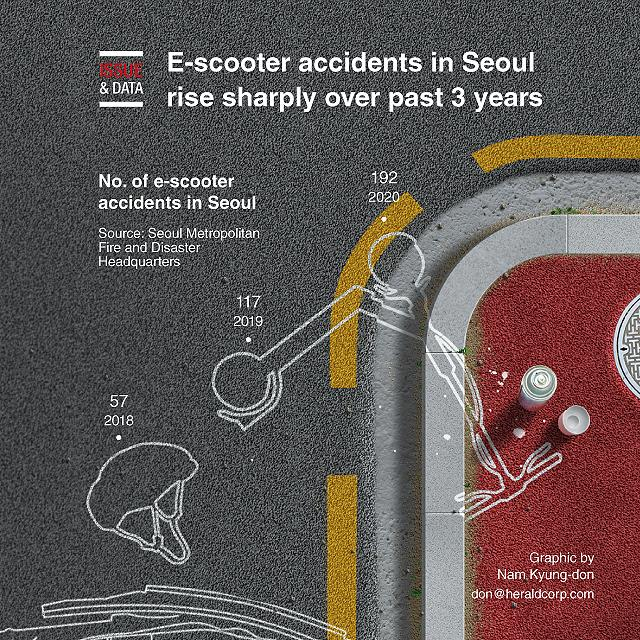 ISSUE
& DATA
E-scooter accidents in Seoul
rise sharply over past 3 years
No. of e-scooter
accidents in Seoul
Source: Seoul Metropolitan
Fire and Disaster
Headquarters
192
2020
117
2019
57
2018
Graphic by
Nam Kyung-don
don@heraldcorp.com